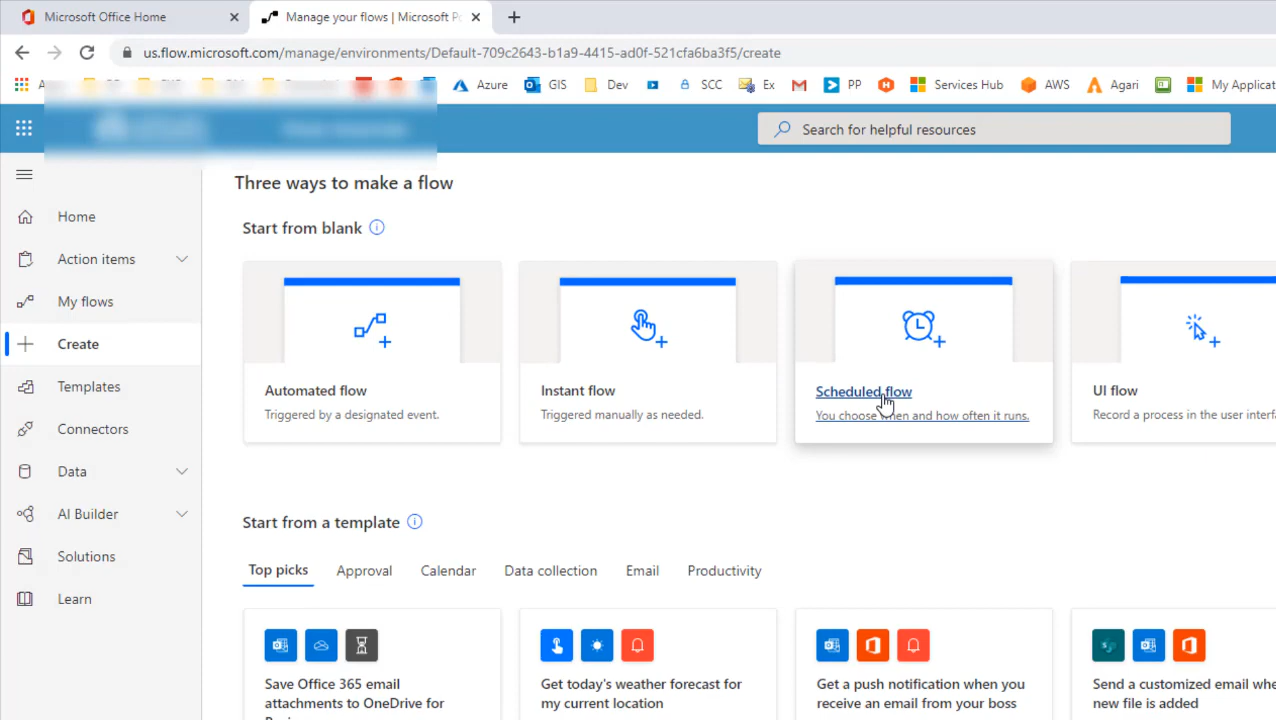 Microsoft Office Home
Manage your flows | Microsoft Po
us.flow.microsoft.com/manage/environments/Default-709c2643-b1a9-4415-ad0f-521cfa6ba3f5/create
Azure
GIS
Dev
SCC
Ex
PP
Services Hub
AWS
Agari
My Applicat
Search for helpful resources
Three ways to make a flow
Home
Start from blank
Action items
My flows
Create
Automated flow
Triggered by a designated event.
Instant flow
Triggered manually as needed.
Scheduled flow
You choose when and how often it runs.
UI flow
Record a process in the user interfa
Templates
Connectors
Data
AI Builder
Solutions
Learn
Start from a template
Top picks
Approval
Calendar
Data collection
Email
Productivity
Save Office 365 email
attachments to OneDrive for
Get today's weather forecast for
my current location
Get a push notification when you
receive an email from your boss
Send a customized email whe
new file is added